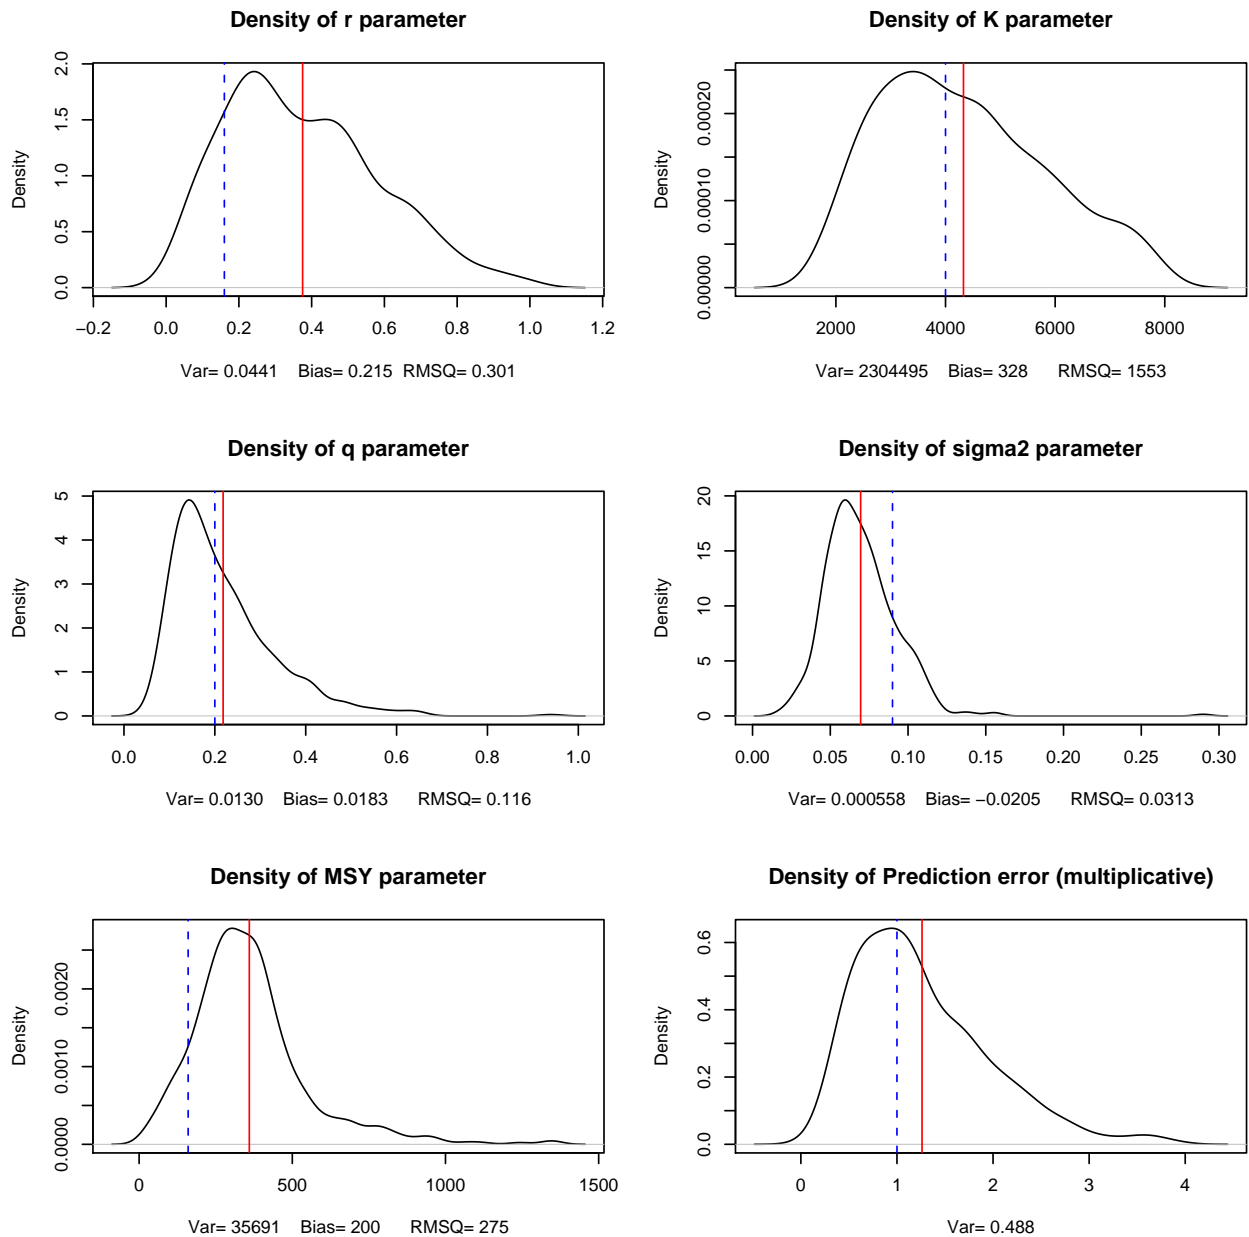 Density of r parameter
Density
0.0 0.5 1.0 1.5 2.0
−0.2 0.0 0.2 0.4 0.6 0.8 1.0 1.2
Var= 0.0441 Bias= 0.215 RMSQ= 0.301
Density of K parameter
Density
0.00000 0.00010 0.00020
2000 4000 6000 8000
Var= 2304495 Bias= 328 RMSQ= 1553
Density of q parameter
Density
0 1 2 3 4 5
0.0 0.2 0.4 0.6 0.8 1.0
Var= 0.0130 Bias= 0.0183 RMSQ= 0.116
Density of sigma2 parameter
Density
0 5 10 15 20
0.00 0.05 0.10 0.15 0.20 0.25 0.30
Var= 0.000558 Bias= −0.0205 RMSQ= 0.0313
Density of MSY parameter
Density
0.0000 0.0010 0.0020
0 500 1000 1500
Var= 35691 Bias= 200 RMSQ= 275
Density of Prediction error (multiplicative)
Density
0.0 0.2 0.4 0.6
0 1 2 3 4
Var= 0.488